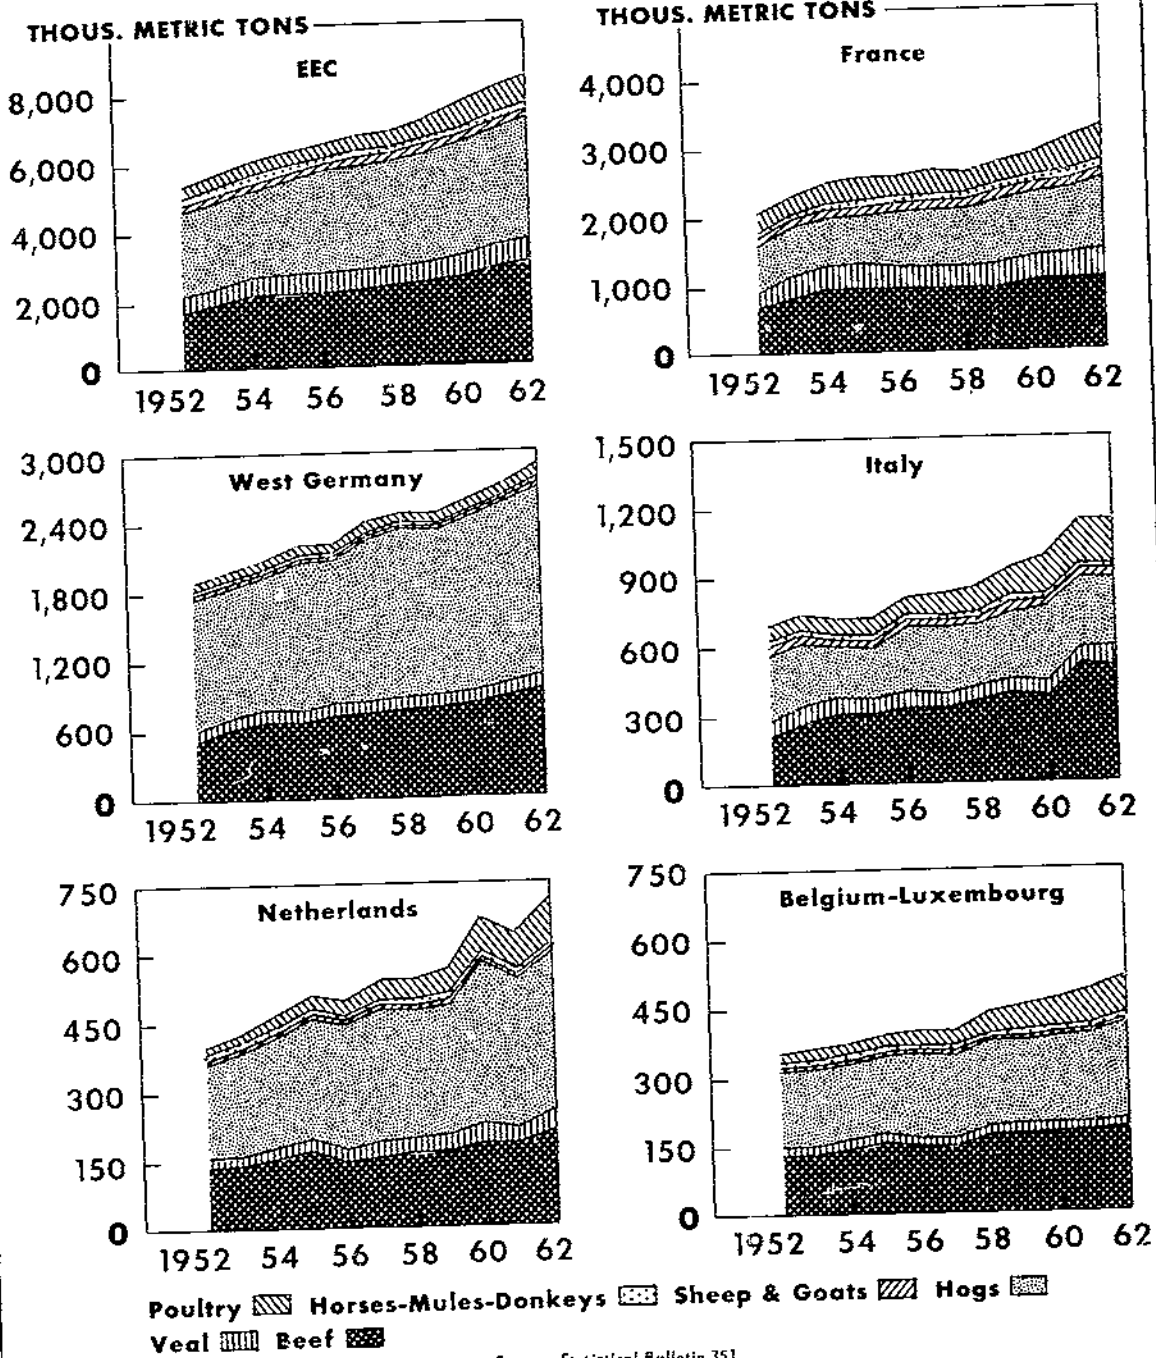 THOUS. METRIC TONS
EEC
8,000
6,000
4,000
2,000
0
1952 54 56 58 60 62
THOUS. METRIC TONS
France
4,000
3,000
2,000
1,000
0
1952 54 56 58 60 62
West Germany
3,000
2,400
1,800
1,200
600
0
1952 54 56 58 60 62
Italy
1,500
1,200
900
600
300
0
1952 54 56 58 60 62
Netherlands
750
600
450
300
150
0
1952 54 56 58 60 62
Belgium-Luxembourg
750
600
450
300
150
0
1952 54 56 58 60 62
Poultry Horses-Mules-Donkeys Sheep & Goats Hogs
Veal Beef
Statistical Bulletin 351